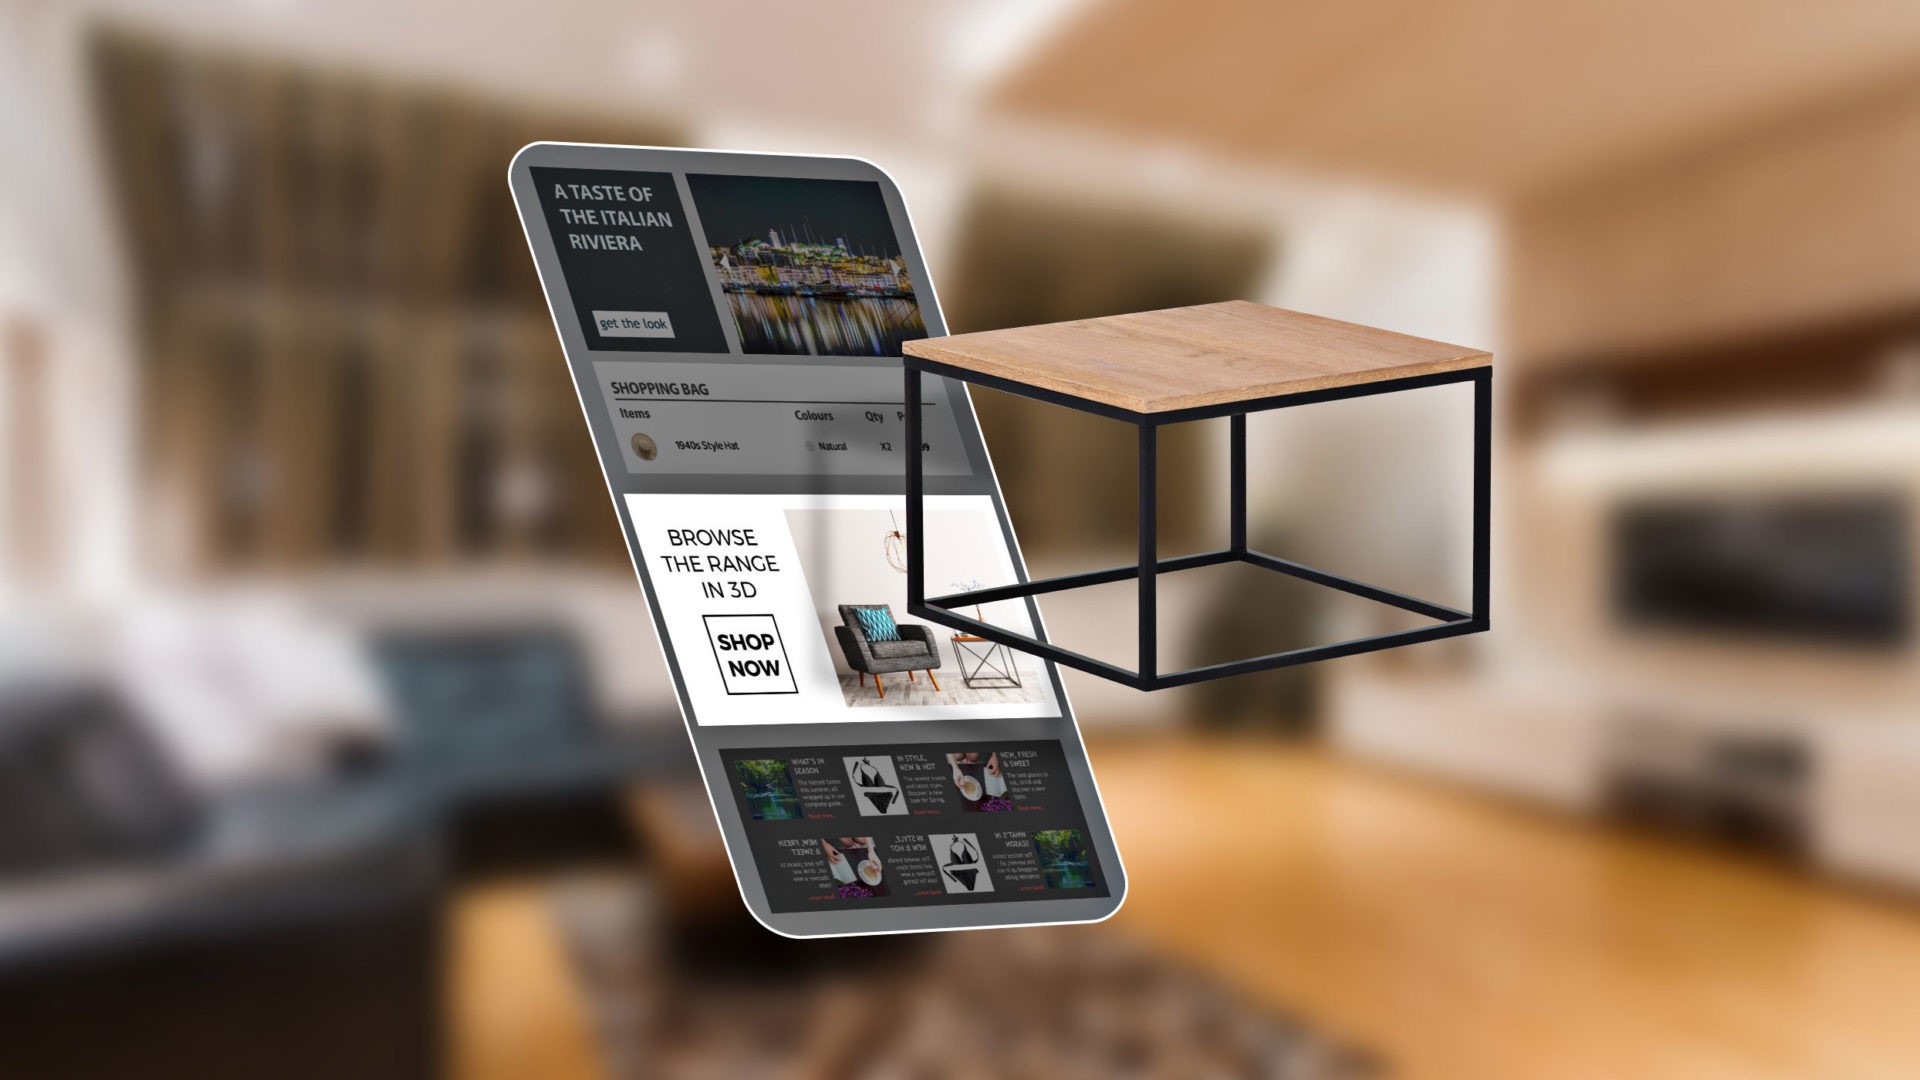 A TASTE OF
THE ITALIAN
RIVIERA
get the look
SHOPPING BAG
Items Colours Qty P
1940s Style Hat Natural X2 99
BROWSE
THE RANGE
IN 3D
SHOP
NOW
WHAT'S IN
SEASON
The hottest tastes
this summer, all
wrapped up in our
complete guide.
Read more...
IN STYLE,
NEW & HOT
The newest trends
and latest styles.
Discover a new
look for Spring.
Read more...
NEW, FRESH
& SWEET
The best places to
eat, drink and
discover a new
taste.
Read more...
NEW, FRESH
& SWEET
The best places to
eat, drink and
discover a new
taste.
Read more...
IN STYLE,
NEW & HOT
The newest trends
and latest styles.
Discover a new
look for Spring.
Read more...
WHAT'S IN
SEASON
The hottest tastes
this summer, all
wrapped up in our
complete guide.
Read more...